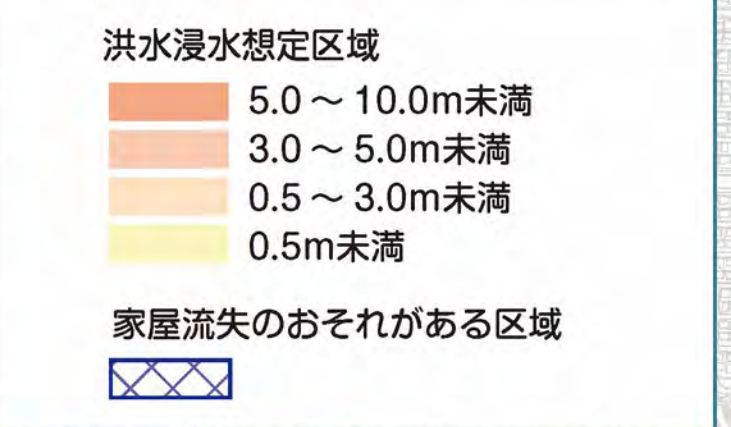 洪水浸水想定区域
5.0 ～ 10.0m未満
3.0 ～ 5.0m未満
0.5 ～ 3.0m未満
0.5m未満
家屋流失のおそれがある区域